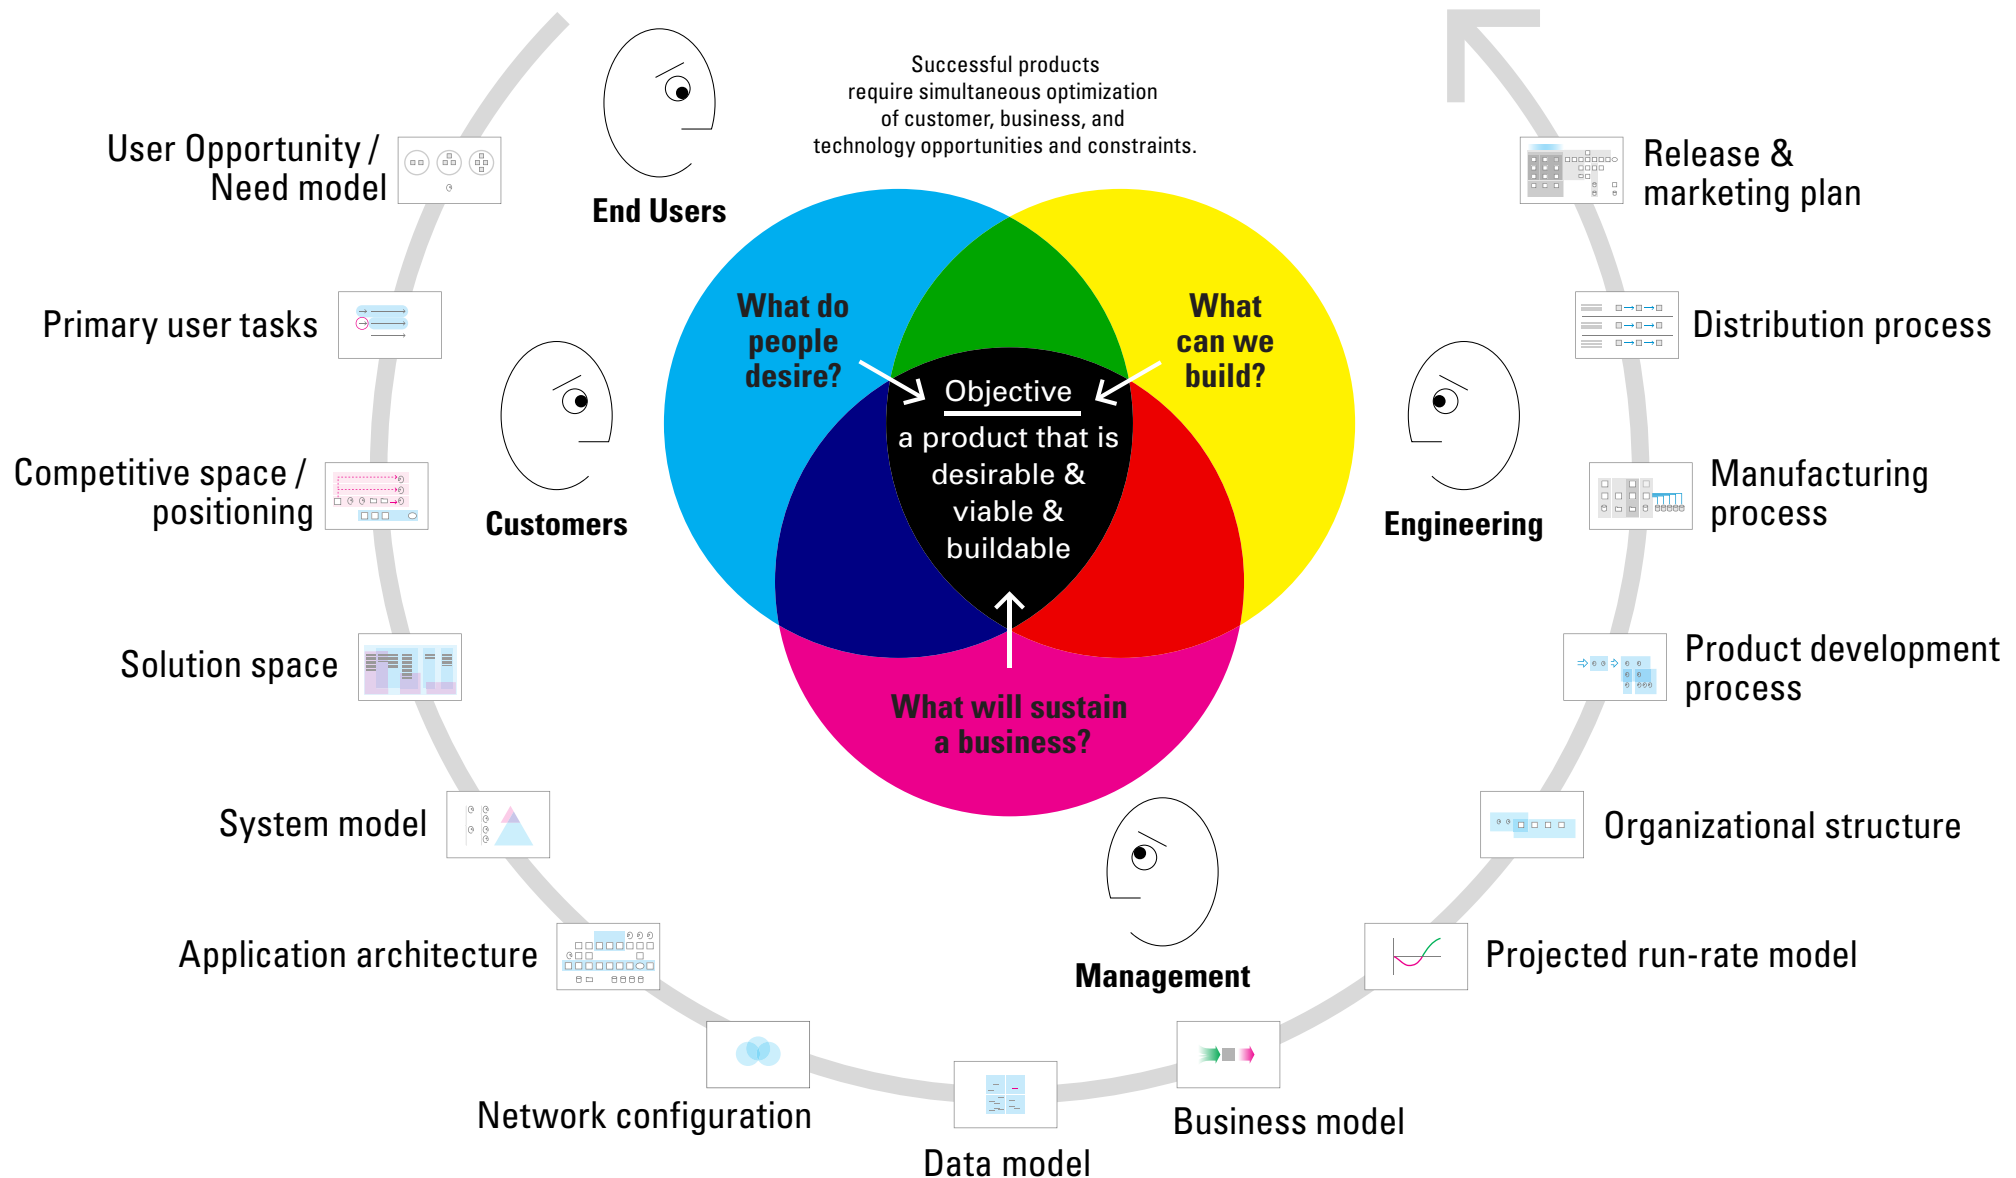 Successful products
require simultaneous optimization
of customer, business, and
technology opportunities and constraints.
User Opportunity /
Need model
Primary user tasks
Competitive space /
positioning
Solution space
System model
Application architecture
Network configuration
Data model
Business model
Projected run-rate model
Organizational structure
Product development
process
Manufacturing
process
Distribution process
Release &
marketing plan
End Users
Customers
Engineering
Management
What do
people
desire?
What
can we
build?
What will sustain
a business?
Objective
a product that is
desirable &
viable &
buildable